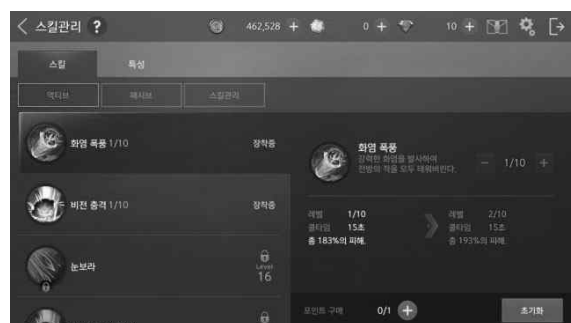 스킬관리 ?
462,528 +
0 +
10 +
스킬
특성
액티브
패시브
스킬관리
화염 폭풍 1/10
장착중
비전 충격 1/10
장착중
눈보라
Level
16
화염 폭풍
강력한 화염을 발사하여
전방의 적을 모두 태워버린다.
- 1/10 +
레벨 1/10
쿨타임 15초
총 183%의 피해.
레벨 2/10
쿨타임 15초
총 193%의 피해.
포인트 구매 0/1 +
초기화